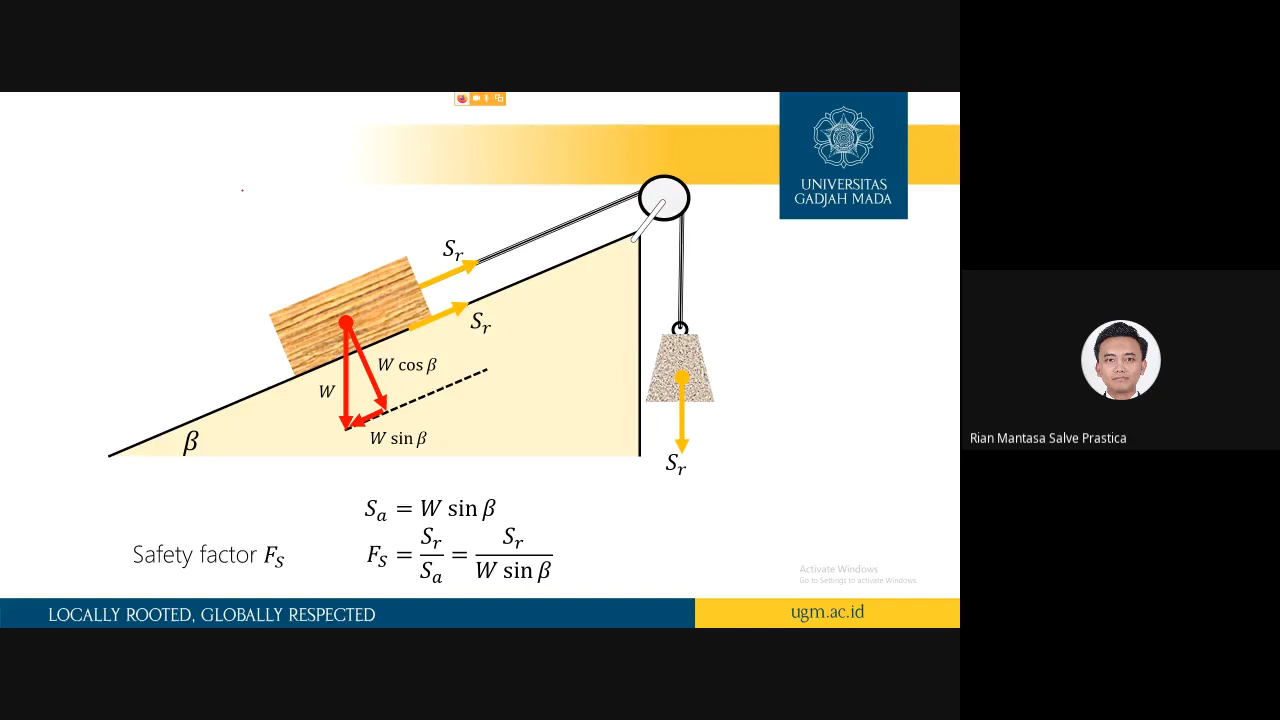 UNIVERSITAS
GADJAH MADA
S_r
S_r
W cos β
W
W sin β
β
S_r
S_a = W sin β
Safety factor F_S
F_S = S_r / S_a = S_r / (W sin β)
Activate Windows
Go to Settings to activate Windows.
LOCALLY ROOTED, GLOBALLY RESPECTED
ugm.ac.id
Rian Mantasa Salve Prastica